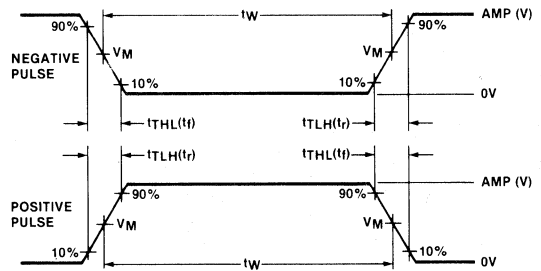 tW
AMP (V)
90%
90%
VM
VM
NEGATIVE
PULSE
10%
10%
0V
tTHL(tf)
tTLH(tr)
tTLH(tr)
tTHL(tf)
AMP (V)
90%
90%
POSITIVE
PULSE
VM
VM
10%
10%
tW
0V